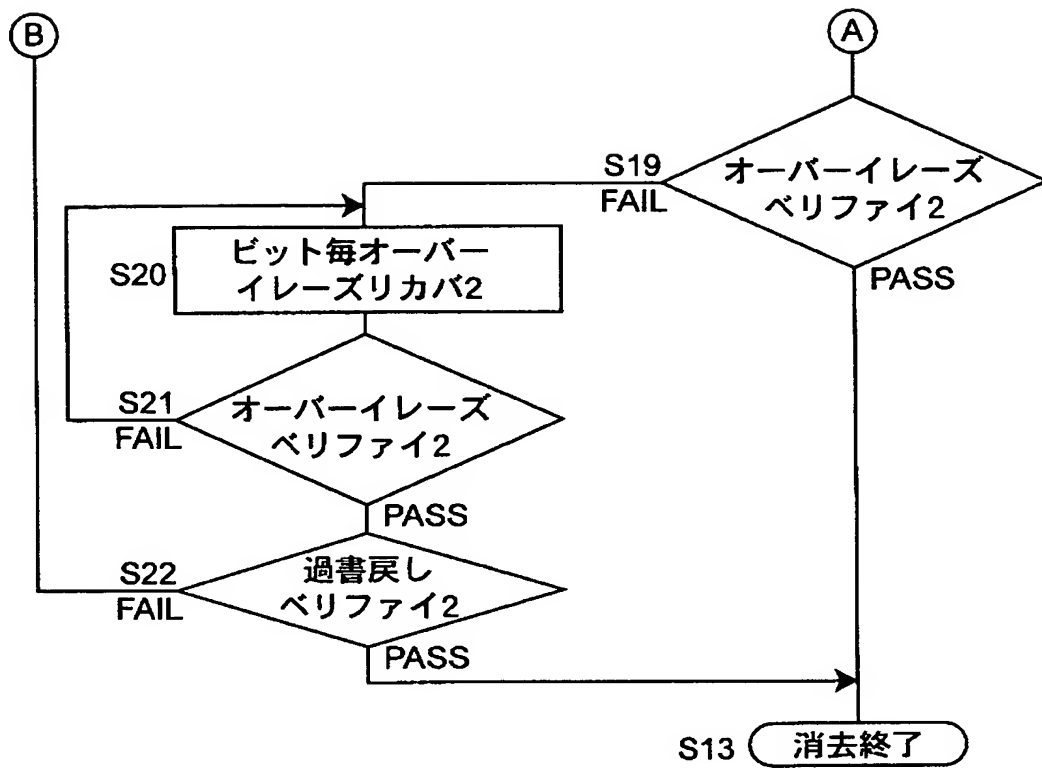 B
A
S19
FAIL
オーバーイレーズ
ベリファイ2
PASS
S20
ビット毎オーバー
イレーズリカバ2
S21
FAIL
オーバーイレーズ
ベリファイ2
PASS
S22
FAIL
過書戻し
ベリファイ2
PASS
S13
消去終了